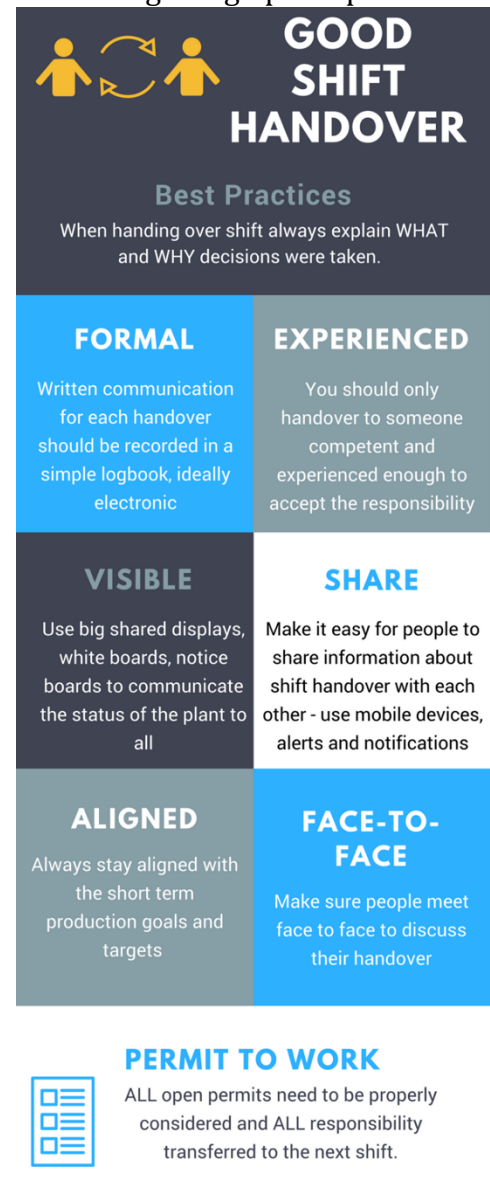 GOOD
SHIFT
HANDOVER
Best Practices
When handing over shift always explain WHAT
and WHY decisions were taken.
FORMAL
Written communication
for each handover
should be recorded in a
simple logbook, ideally
electronic
EXPERIENCED
You should only
handover to someone
competent and
experienced enough to
accept the responsibility
VISIBLE
Use big shared displays,
white boards, notice
boards to communicate
the status of the plant to
all
SHARE
Make it easy for people to
share information about
shift handover with each
other - use mobile devices,
alerts and notifications
ALIGNED
Always stay aligned with
the short term
production goals and
targets
FACE-TO-
FACE
Make sure people meet
face to face to discuss
their handover
PERMIT TO WORK
ALL open permits need to be properly
considered and ALL responsibility
transferred to the next shift.